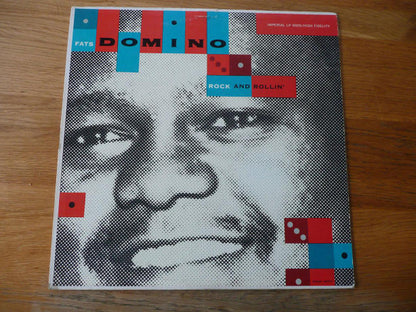 IMPERIAL LP 9009/HIGH FIDELITY
FATS DOMINO
ROCK AND ROLLIN'